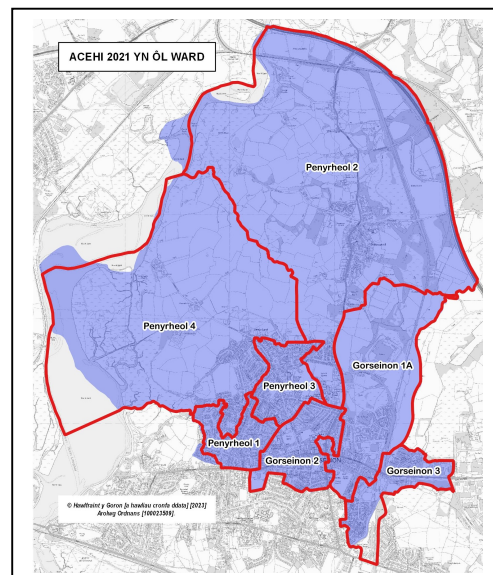 ACEHI 2021 YN ÔL WARD
Penyrheol 2
Penyrheol 4
Gorseinon 1A
Penyrheol 3
Penyrheol 1
Gorseinon 2
Gorseinon 3
© Hawlfraint y Goron [a hawliau cronfa ddata] [2023]
Arolwg Ordnans [100023509].